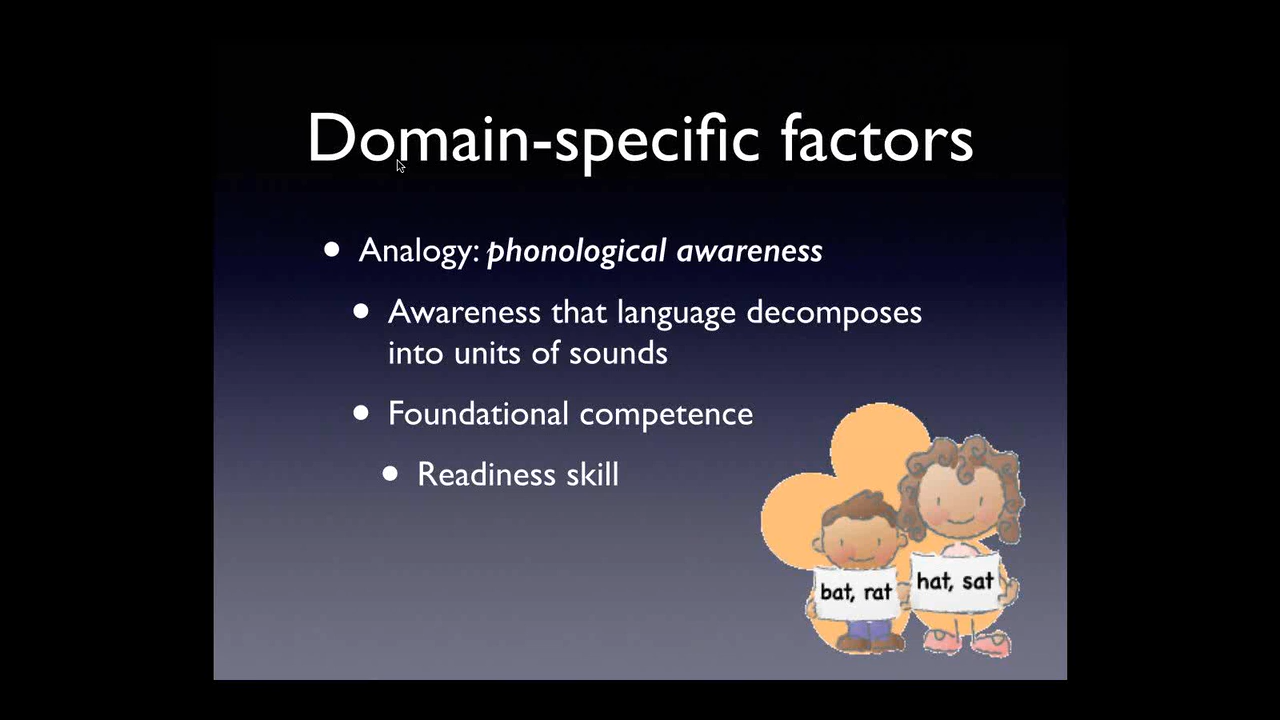 Domain-specific factors
• Analogy: phonological awareness
• Awareness that language decomposes
into units of sounds
• Foundational competence
• Readiness skill
bat, rat
hat, sat